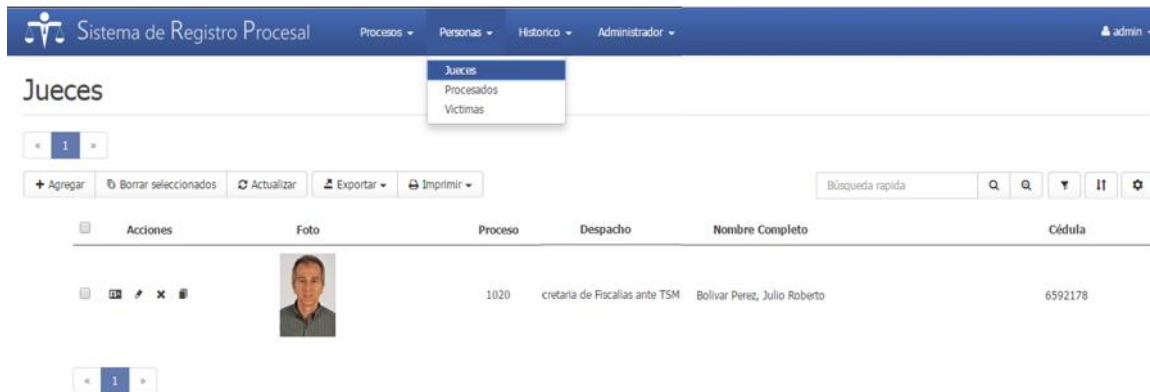 Sistema de Registro Procesal Procesos Personas Historico Administrador admin
Jueces
Procesados
Victimas
Jueces
« 1 »
Agregar Borrar seleccionados Actualizar Exportar Imprimir Búsqueda rapida
Acciones Foto Proceso Despacho Nombre Completo Cédula
1020 cretaria de Fiscalias ante TSM Bolivar Perez, Julio Roberto 6592178
« 1 »